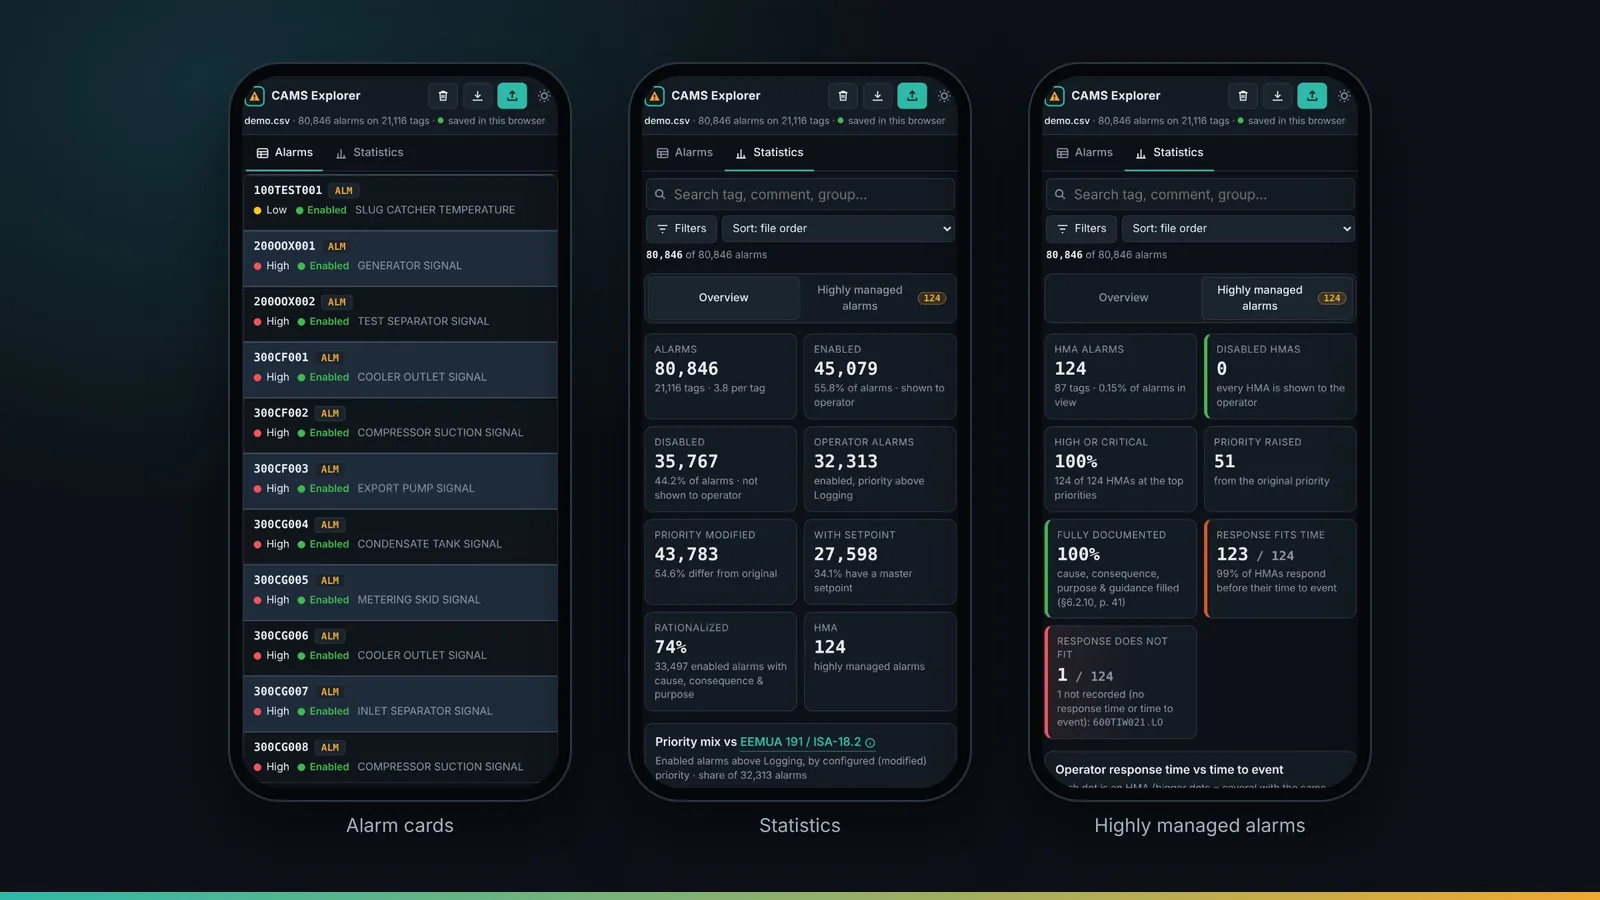 CAMS Explorer
demo.csv · 80,846 alarms on 21,116 tags · saved in this browser
Alarms Statistics
100TEST001 ALM
Low Enabled SLUG CATCHER TEMPERATURE
200OOX001 ALM
High Enabled GENERATOR SIGNAL
200OOX002 ALM
High Enabled TEST SEPARATOR SIGNAL
300CF001 ALM
High Enabled COOLER OUTLET SIGNAL
300CF002 ALM
High Enabled COMPRESSOR SUCTION SIGNAL
300CF003 ALM
High Enabled EXPORT PUMP SIGNAL
300CG004 ALM
High Enabled CONDENSATE TANK SIGNAL
300CG005 ALM
High Enabled METERING SKID SIGNAL
300CG006 ALM
High Enabled COOLER OUTLET SIGNAL
300CG007 ALM
High Enabled INLET SEPARATOR SIGNAL
300CG008 ALM
High Enabled COMPRESSOR SUCTION SIGNAL
Alarm cards
CAMS Explorer
demo.csv · 80,846 alarms on 21,116 tags · saved in this browser
Alarms Statistics
Search tag, comment, group...
Filters Sort: file order
80,846 of 80,846 alarms
Overview
Highly managed
alarms
124
ALARMS
80,846
21,116 tags · 3.8 per tag
ENABLED
45,079
55.8% of alarms · shown to
operator
DISABLED
35,767
44.2% of alarms · not
shown to operator
OPERATOR ALARMS
32,313
enabled, priority above
Logging
PRIORITY MODIFIED
43,783
54.6% differ from original
WITH SETPOINT
27,598
34.1% have a master
setpoint
RATIONALIZED
74%
33,497 enabled alarms with
cause, consequence &
purpose
HMA
124
highly managed alarms
Priority mix vs EEMUA 191 / ISA-18.2
Enabled alarms above Logging, by configured (modified)
priority · share of 32,313 alarms
Statistics
CAMS Explorer
demo.csv · 80,846 alarms on 21,116 tags · saved in this browser
Alarms Statistics
Search tag, comment, group...
Filters Sort: file order
80,846 of 80,846 alarms
Overview
Highly managed
alarms
124
HMA ALARMS
124
87 tags · 0.15% of alarms in
view
DISABLED HMAS
0
every HMA is shown to the
operator
HIGH OR CRITICAL
100%
124 of 124 HMAs at the top
priorities
PRIORITY RAISED
51
from the original priority
FULLY DOCUMENTED
100%
cause, consequence,
purpose & guidance filled
(§6.2.10, p. 41)
RESPONSE FITS TIME
123 / 124
99% of HMAs respond
before their time to event
RESPONSE DOES NOT
FIT
1 / 124
1 not recorded (no
response time or time to
event): 600TIW021.LO
Operator response time vs time to event
dot is an HMA (bigger dots = several with the same
Highly managed alarms